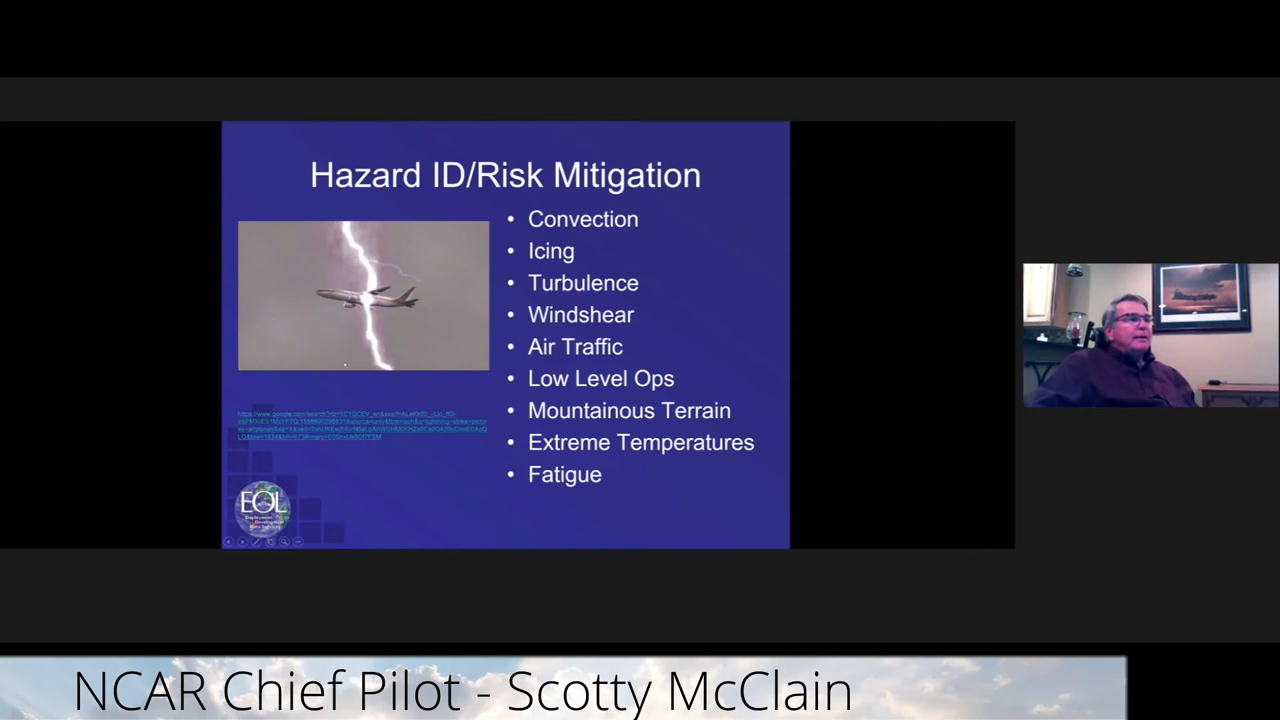 Hazard ID/Risk Mitigation
• Convection
• Icing
• Turbulence
• Windshear
• Air Traffic
• Low Level Ops
• Mountainous Terrain
• Extreme Temperatures
• Fatigue
EOL
NCAR Chief Pilot - Scotty McClain